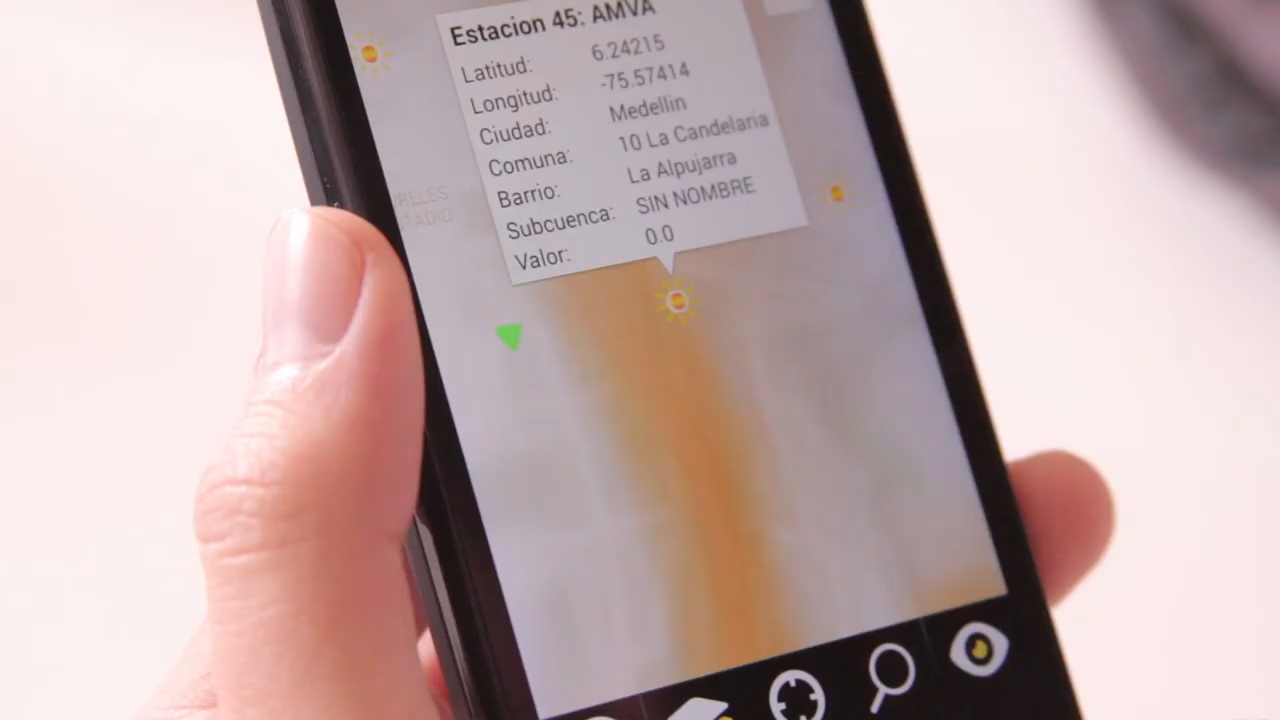 Estacion 45: AMVA
Latitud: 6.24215
Longitud: -75.57414
Ciudad: Medellin
Comuna: 10 La Candelaria
Barrio: La Alpujarra
Subcuenca: SIN NOMBRE
Valor: 0.0